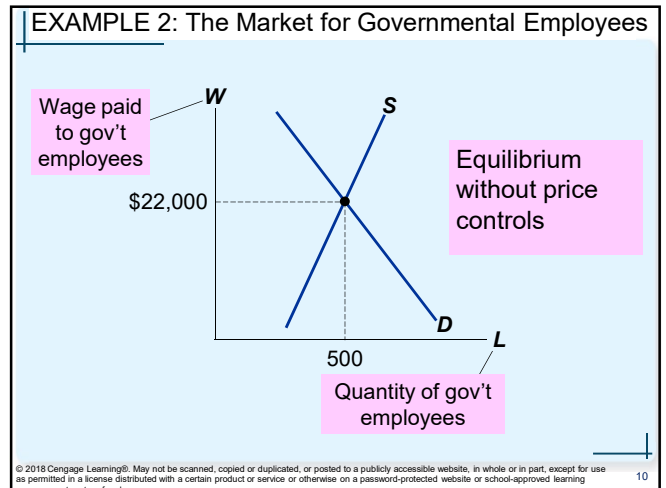 EXAMPLE 2: The Market for Governmental Employees
W
S
Wage paid
to gov't
employees
Equilibrium
without price
controls
$22,000
D
L
500
Quantity of gov't
employees
© 2018 Cengage Learning®. May not be scanned, copied or duplicated, or posted to a publicly accessible website, in whole or in part, except for use
as permitted in a license distributed with a certain product or service or otherwise on a password-protected website or school-approved learning
10